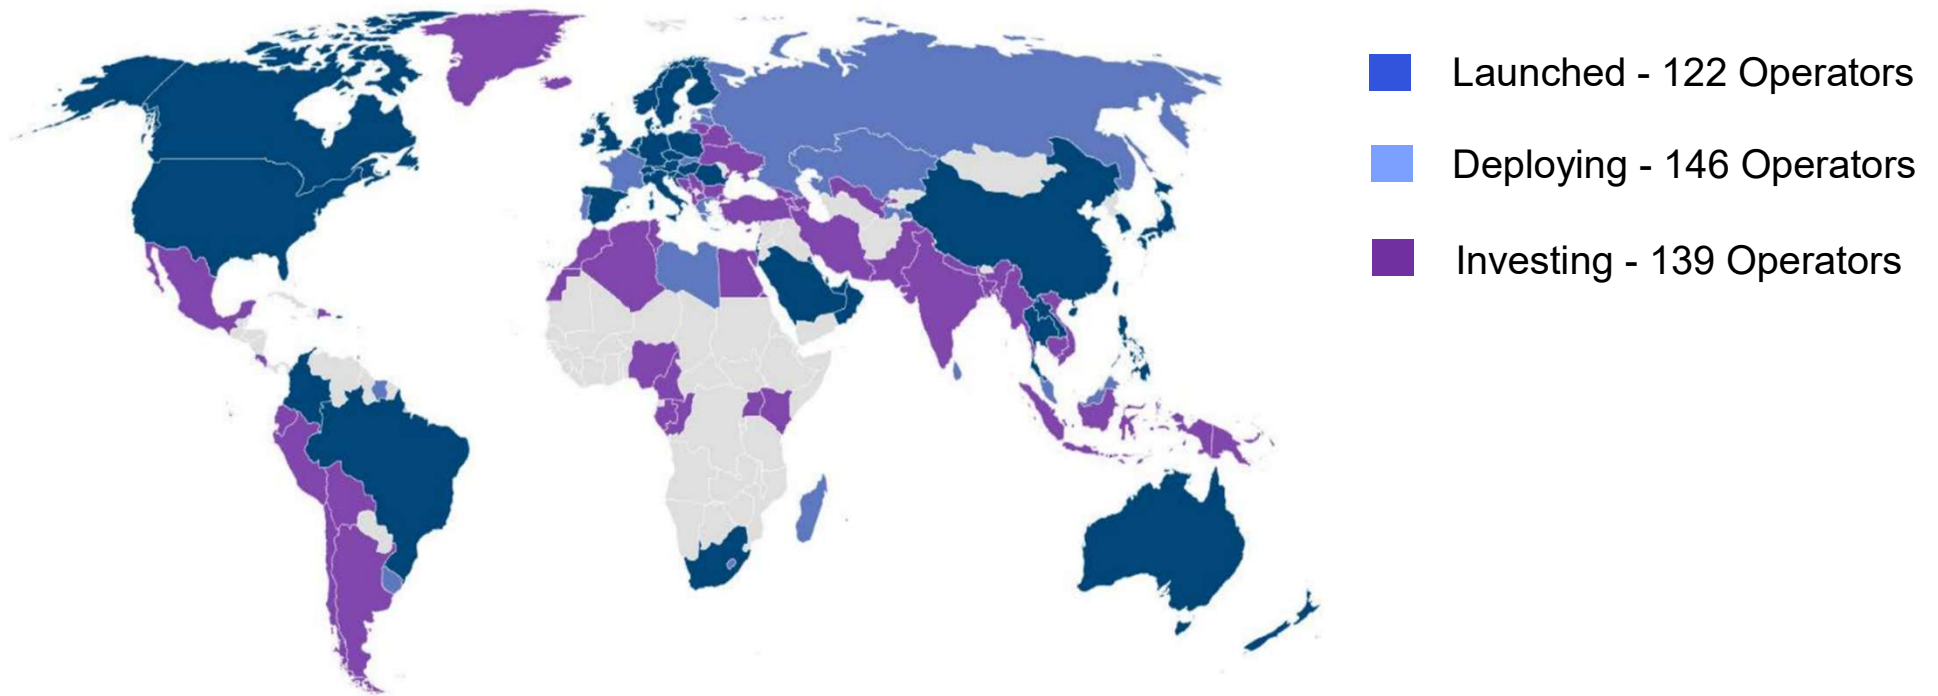 Launched - 122 Operators
Deploying - 146 Operators
Investing - 139 Operators